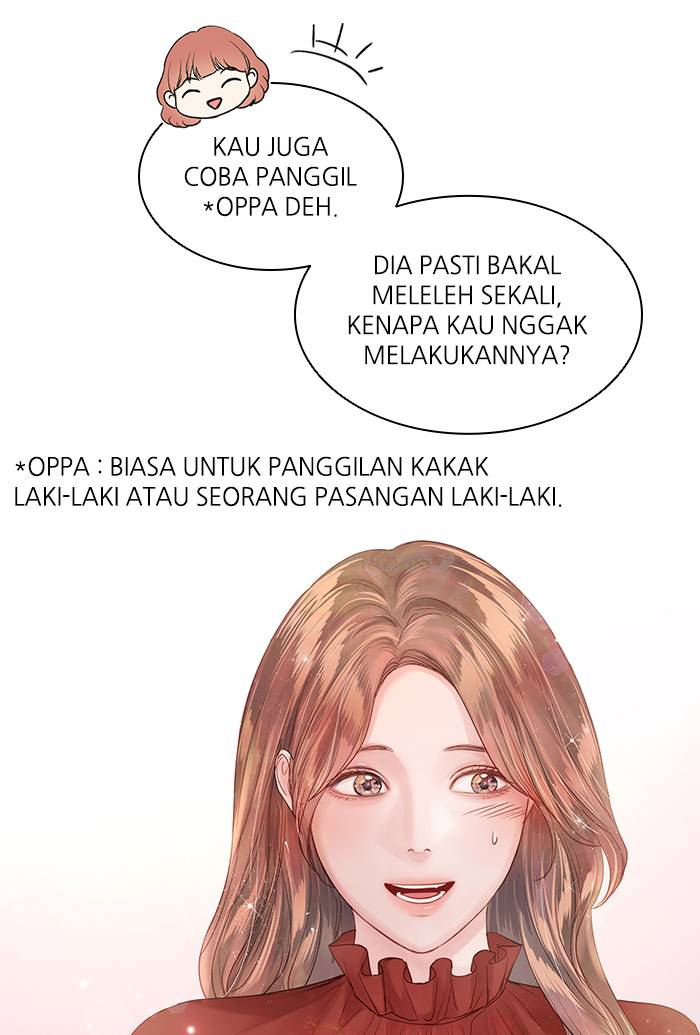 KAU JUGA
COBA PANGGIL
*OPPA DEH.
DIA PASTI BAKAL
MELELEH SEKALI,
KENAPA KAU NGGAK
MELAKUKANNYA?
*OPPA : BIASA UNTUK PANGGILAN KAKAK
LAKI-LAKI ATAU SEORANG PASANGAN LAKI-LAKI.